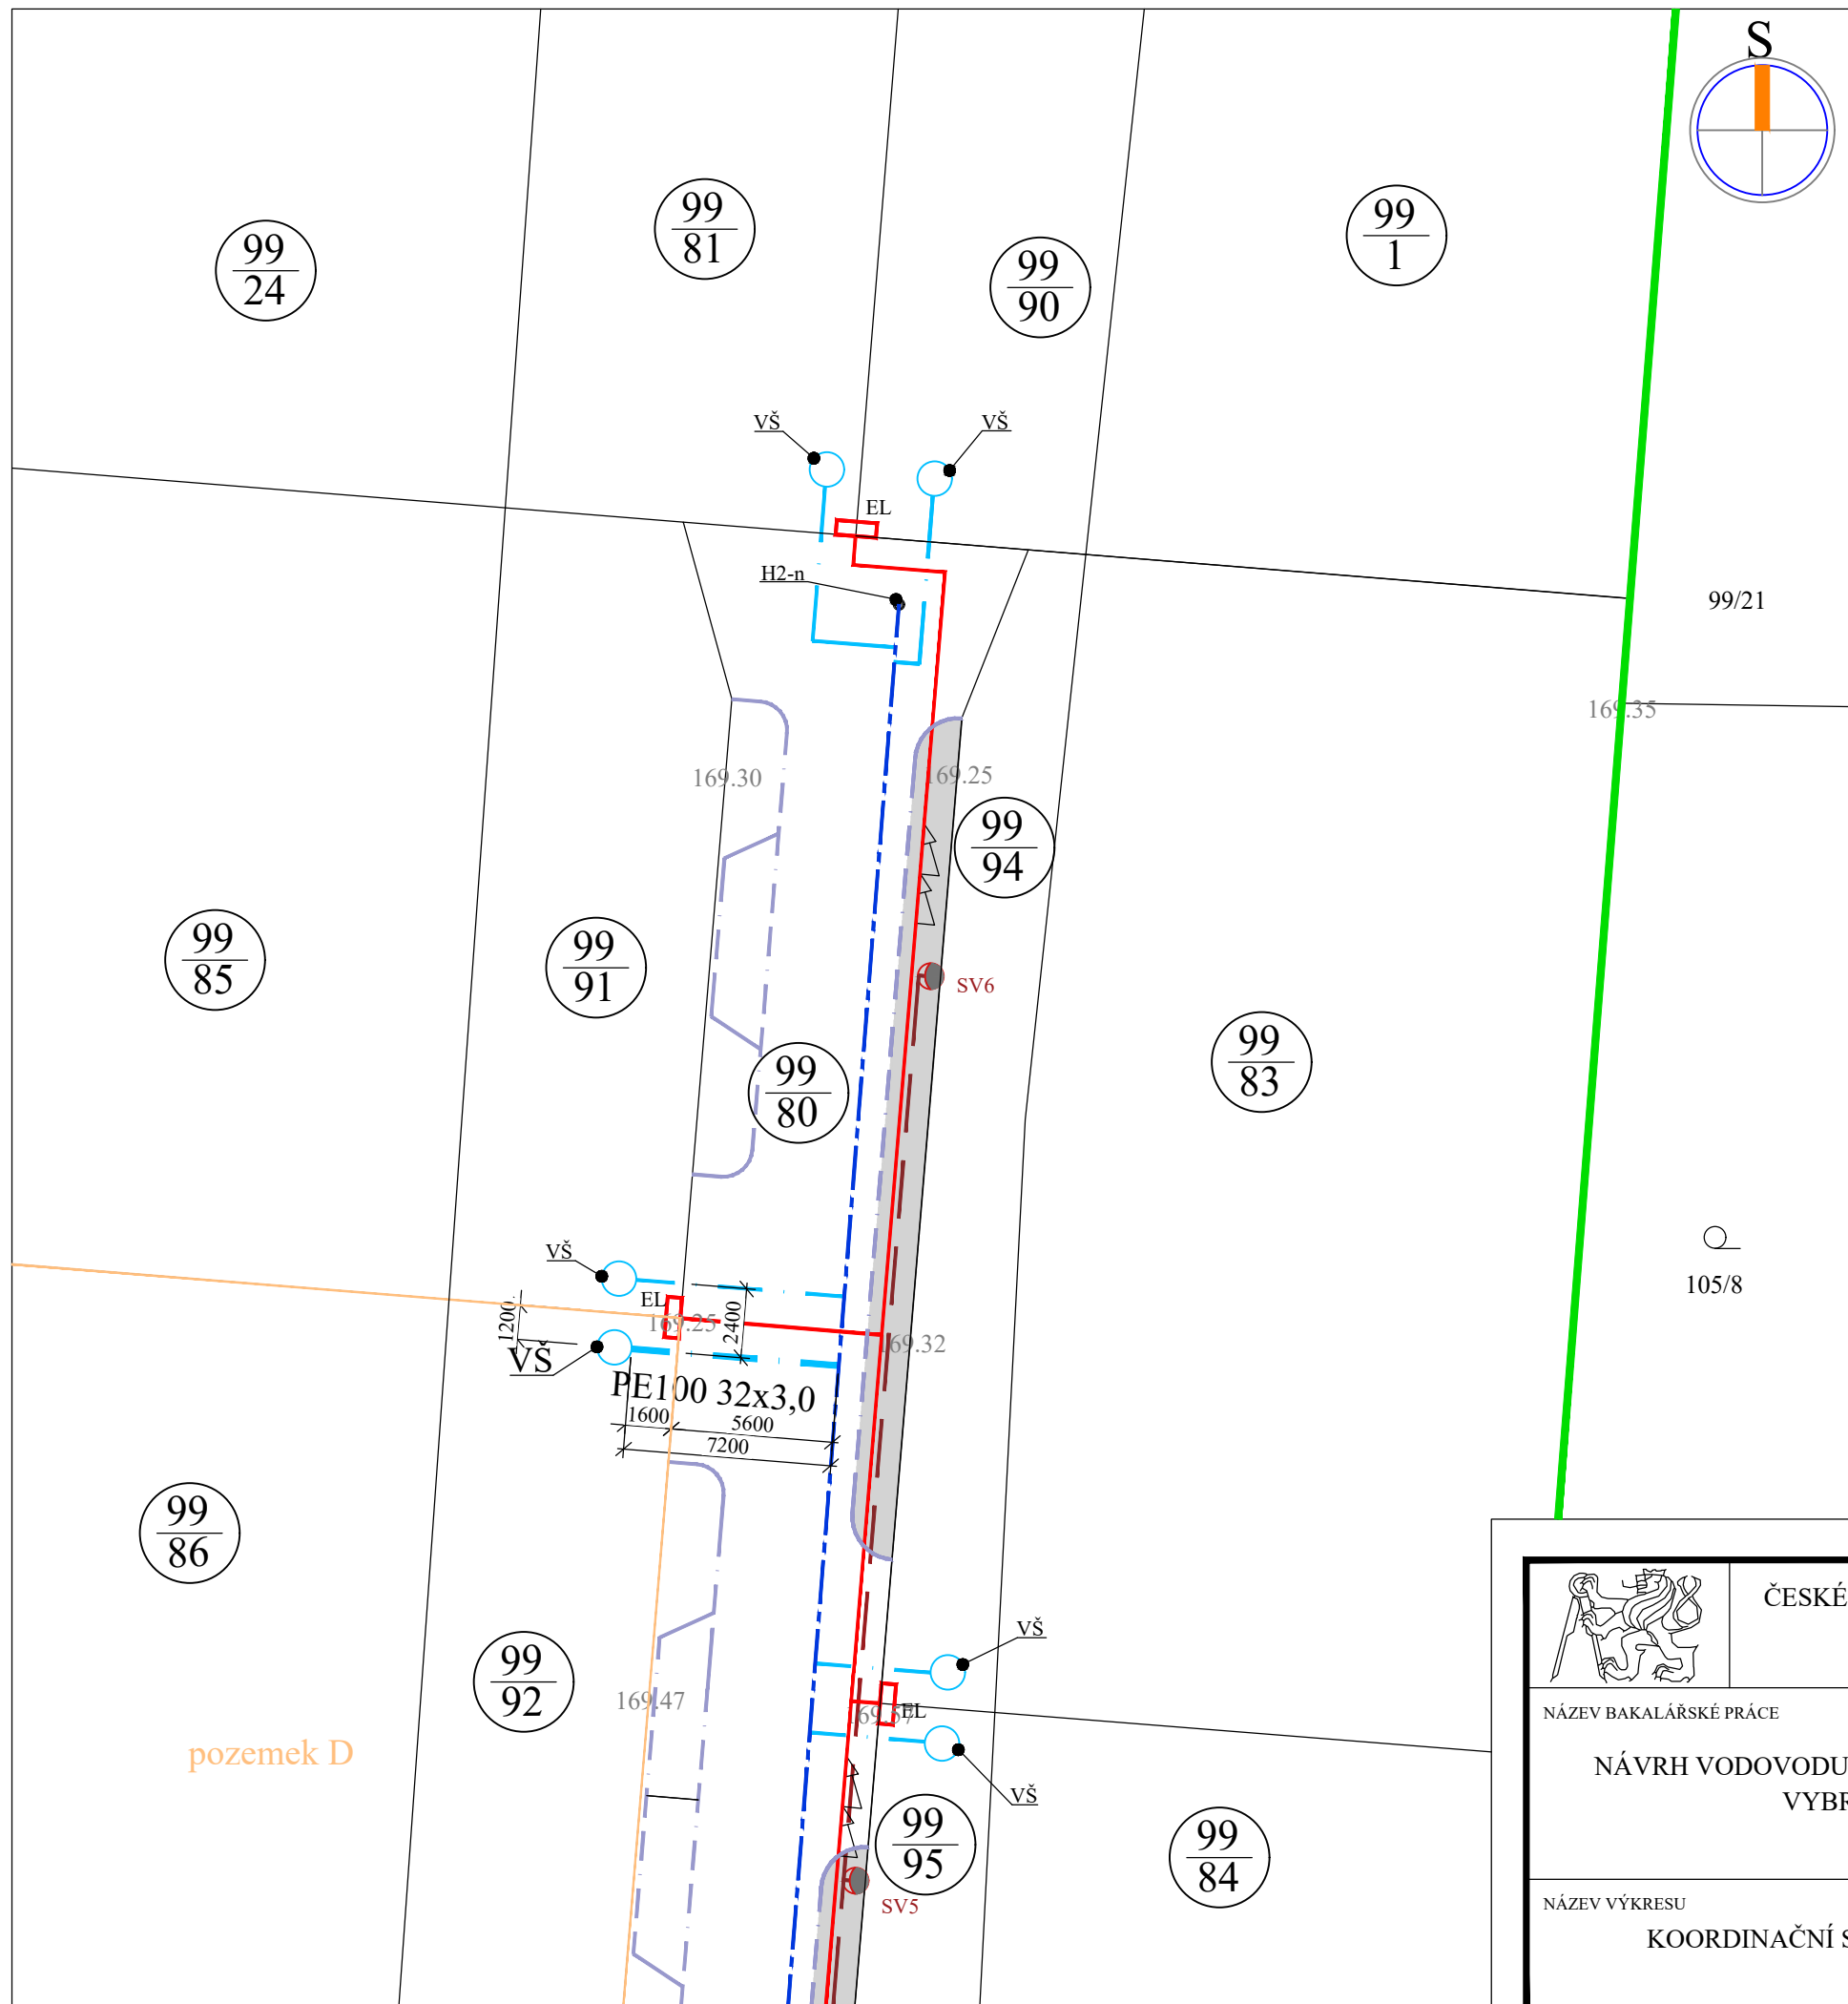 S
99
81
99
1
99
24
99
90
VŠ
VŠ
EL
H2-n
99/21
169.35
169.30
169.25
99
94
99
85
99
91
SV6
99
83
99
80
VŠ
105/8
EL
1200
169.25
2400
169.32
VŠ
PE100 32x3,0
1600
5600
7200
99
86
ČESKÉ
VŠ
99
92
169.47
EL
NÁZEV BAKALÁŘSKÉ PRÁCE
pozemek D
NÁVRH VODOVODU
VYBR
VŠ
99
95
99
84
SV5
NÁZEV VÝKRESU
KOORDINAČNÍ S